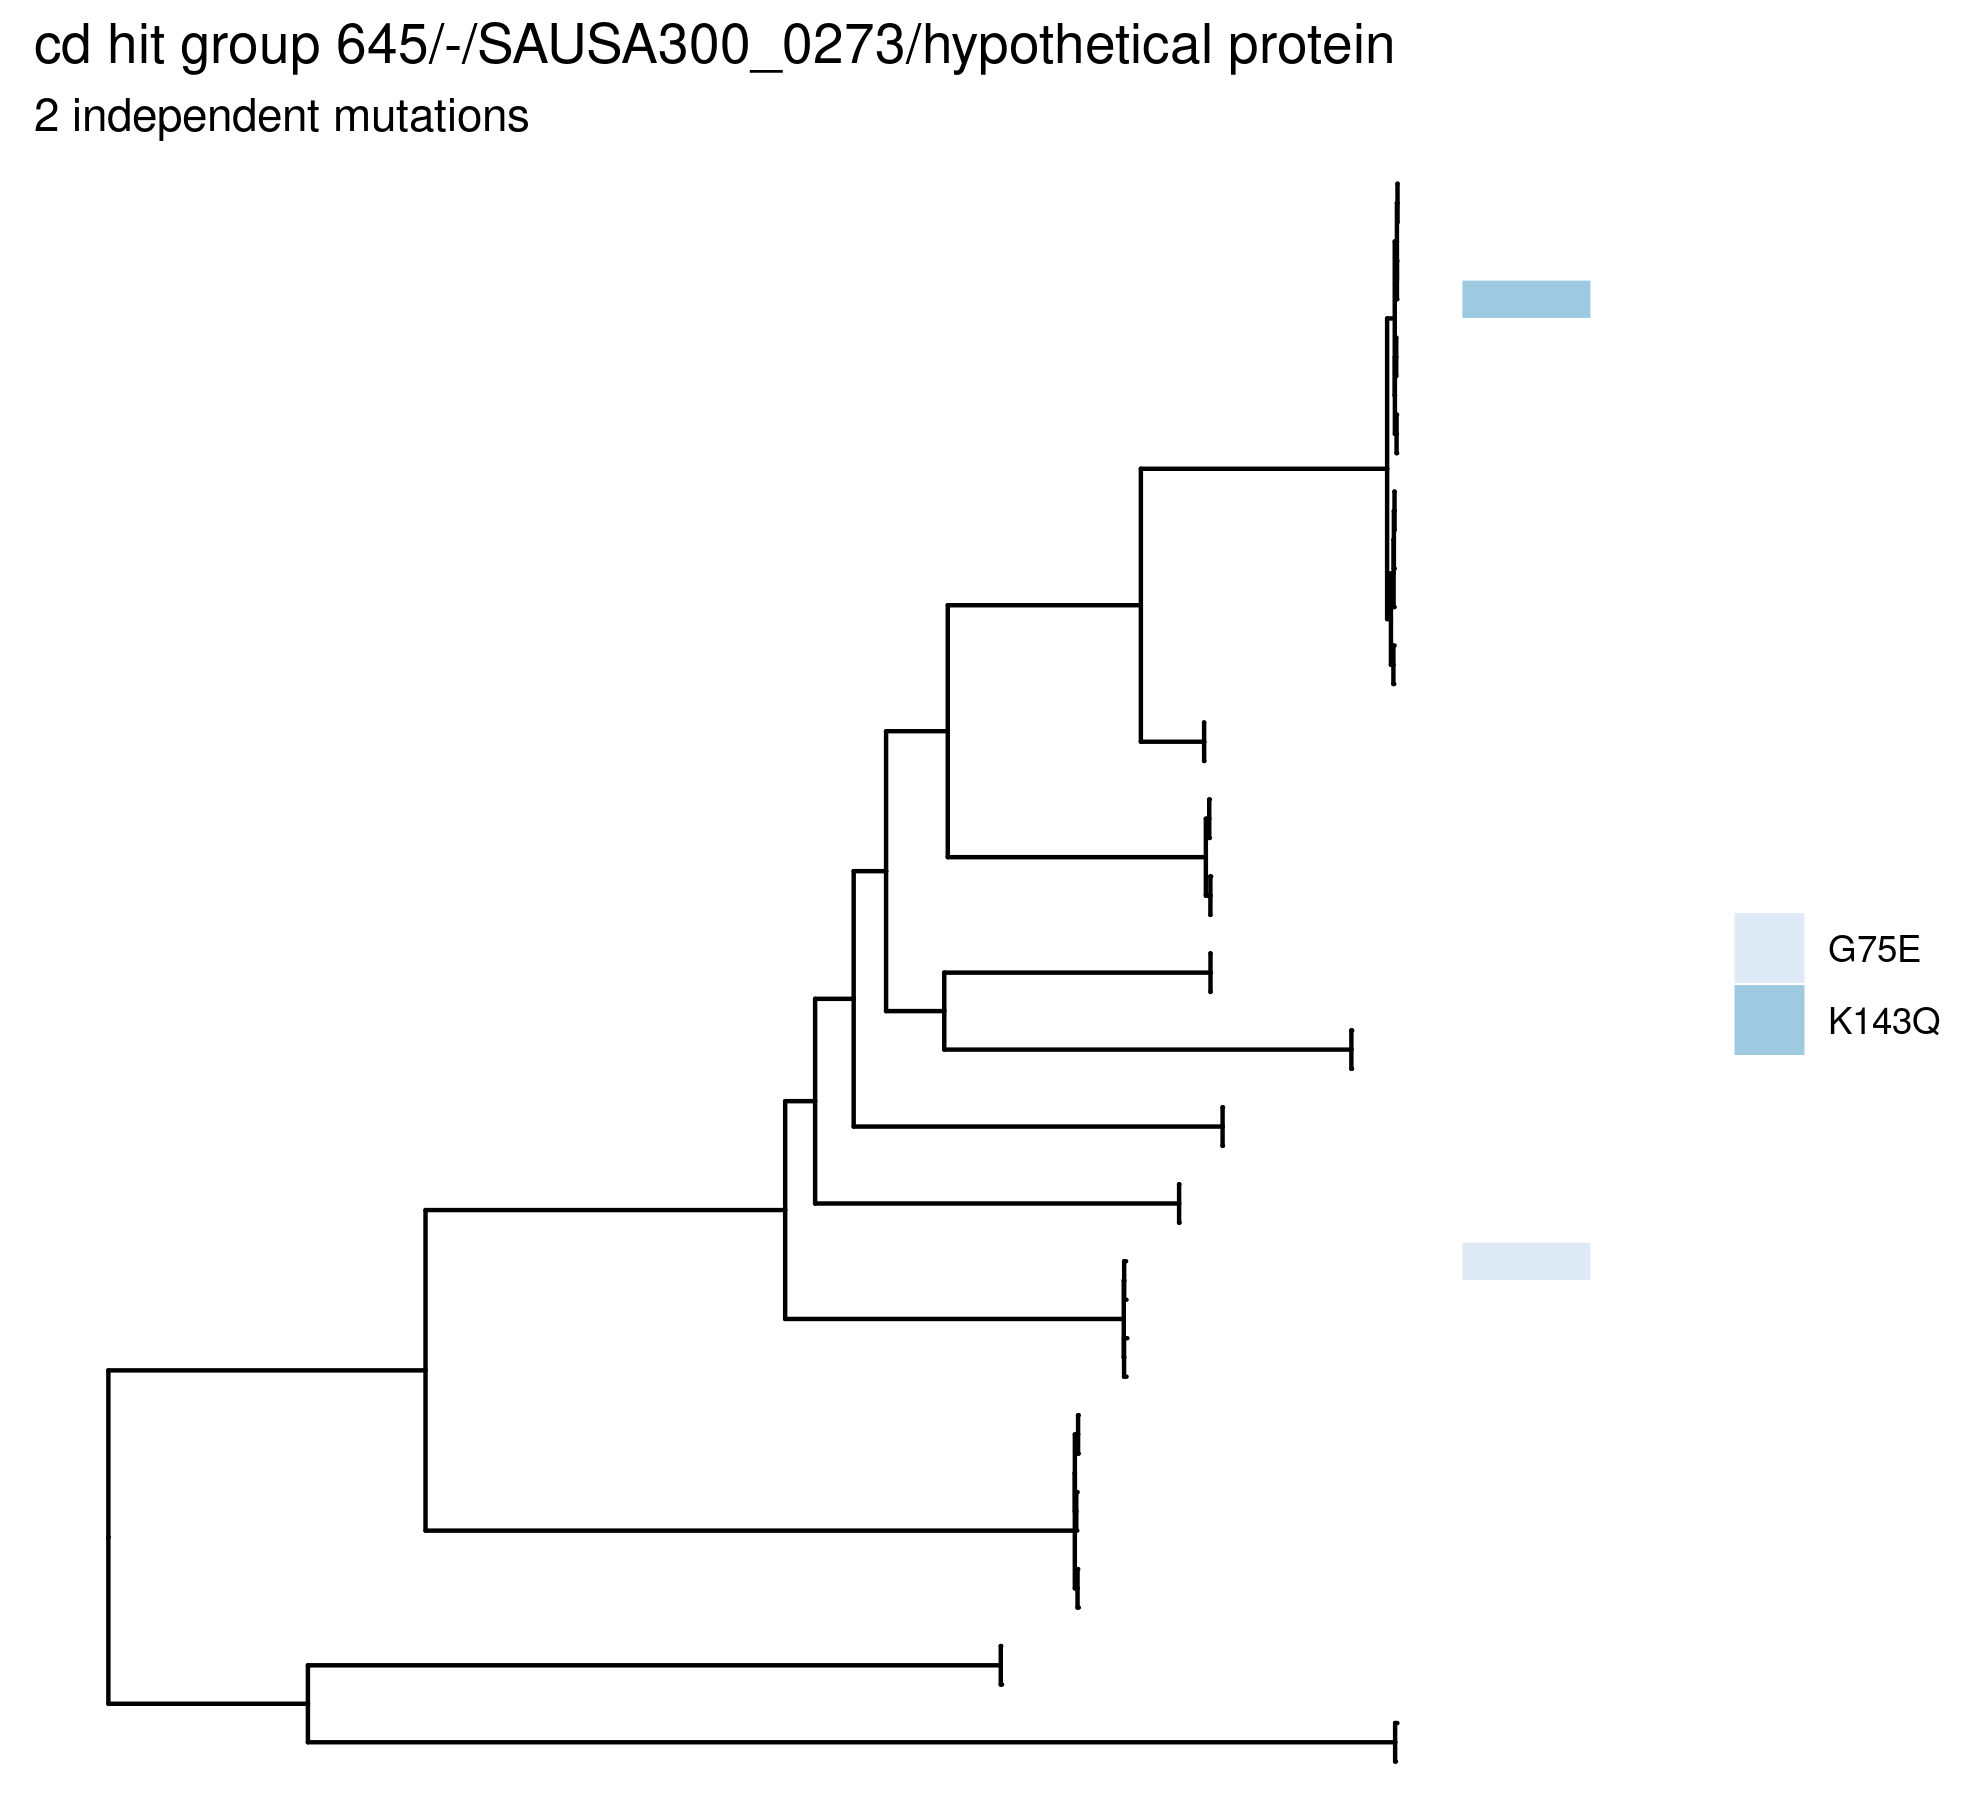 cd hit group 645/-/SAUSA300_0273/hypothetical protein
2 independent mutations
G75E
K143Q